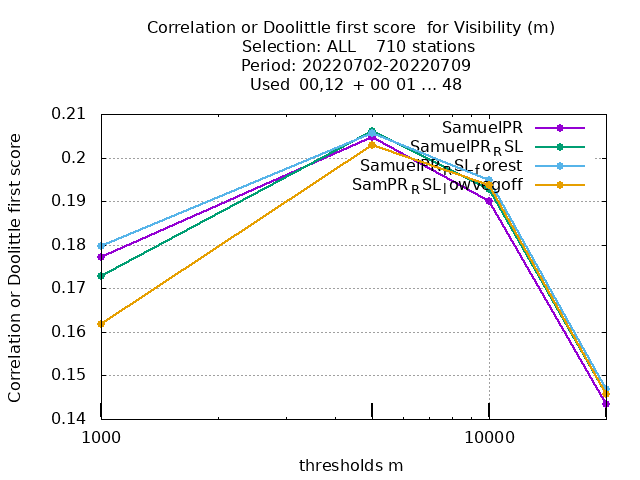 Correlation or Doolittle first score  for Visibility (m)
Selection: ALL    710 stations
Period: 20220702-20220709
Used  00,12  + 00 01 ... 48
Correlation or Doolittle first score
0.21
0.2
0.19
0.18
0.17
0.16
0.15
0.14
SamuelPR
SamuelPR_RSL
SamuelPR_RSL_forest
SamPR_RSL_lowvegoff
1000
10000
thresholds m